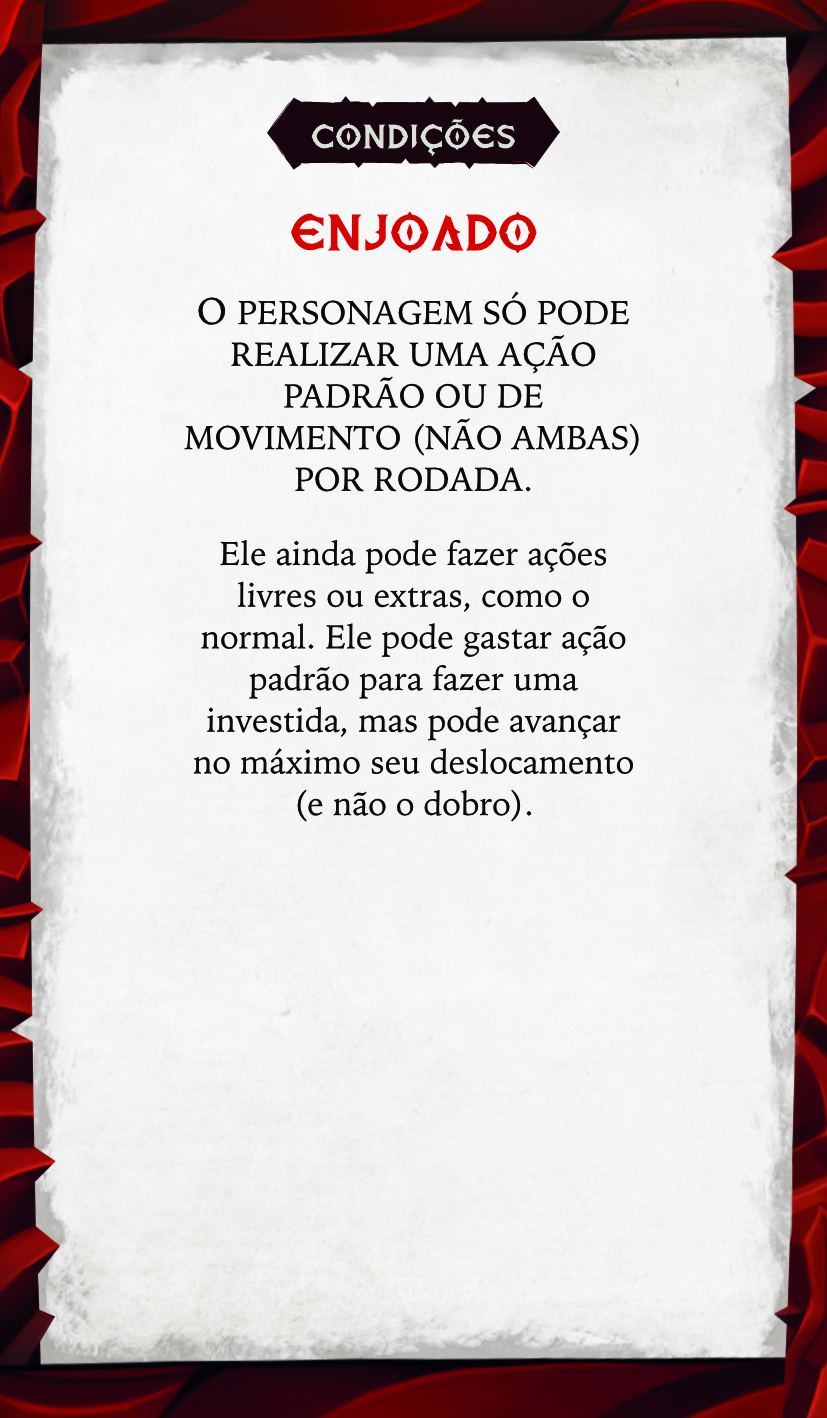 CONDIÇÕES
ENJOADO
O PERSONAGEM SÓ PODE
REALIZAR UMA AÇÃO
PADRÃO OU DE
MOVIMENTO (NÃO AMBAS)
POR RODADA.
Ele ainda pode fazer ações
livres ou extras, como o
normal. Ele pode gastar ação
padrão para fazer uma
investida, mas pode avançar
no máximo seu deslocamento
(e não o dobro).